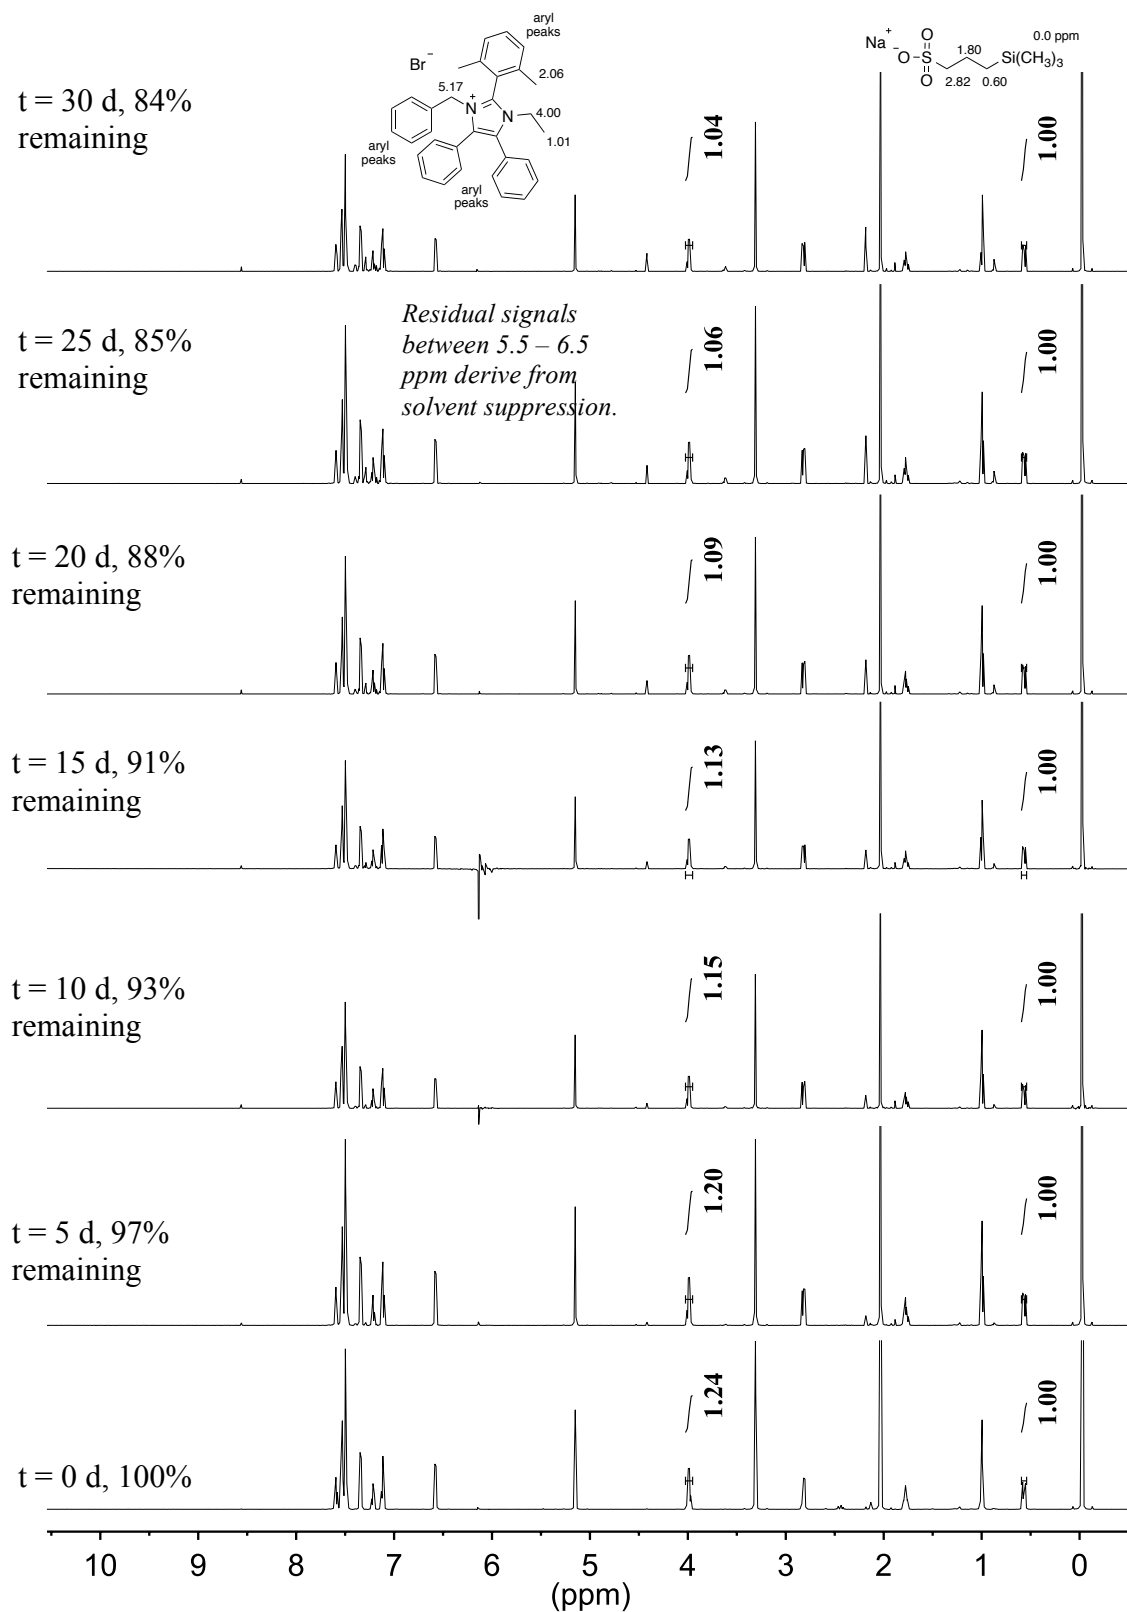 aryl
peaks
Br⁻
5.17
N
+
N
2.06
4.00
1.01
aryl
peaks
aryl
peaks
0.0 ppm
Na⁺
⁻O
O
S
O
1.80
Si(CH₃)₃
2.82
0.60
t = 30 d, 84%
remaining
1.04
1.00
Residual signals
between 5.5 – 6.5
ppm derive from
solvent suppression.
t = 25 d, 85%
remaining
1.06
1.00
t = 20 d, 88%
remaining
1.09
1.00
t = 15 d, 91%
remaining
1.13
1.00
t = 10 d, 93%
remaining
1.15
1.00
t = 5 d, 97%
remaining
1.20
1.00
t = 0 d, 100%
1.24
1.00
10 9 8 7 6 5 4 3 2 1 0
(ppm)